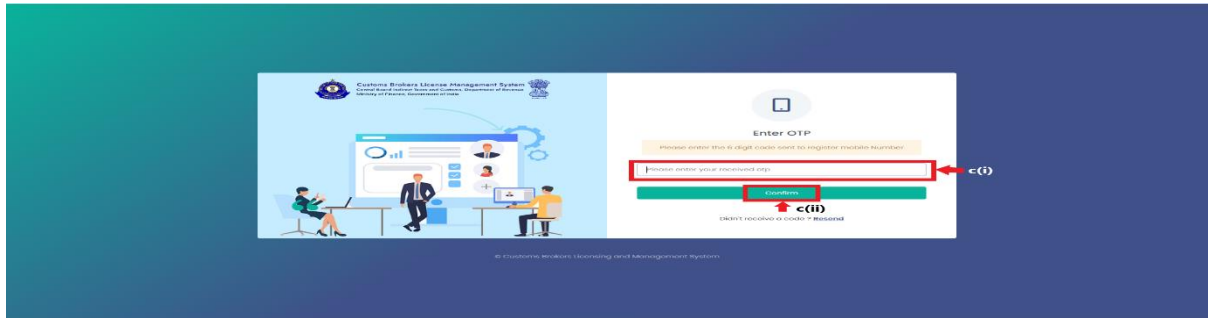 Customs Brokers License Management System
Central Board Indirect Taxes and Customs, Department of Revenue
Ministry of Finance, Government of India
Enter OTP
Please enter the 6 digit code sent to register mobile Number.
Please enter your received otp
c(i)
Confirm
c(ii)
Didn't receive a code ? Resend
© Customs Brokers Licensing and Management System